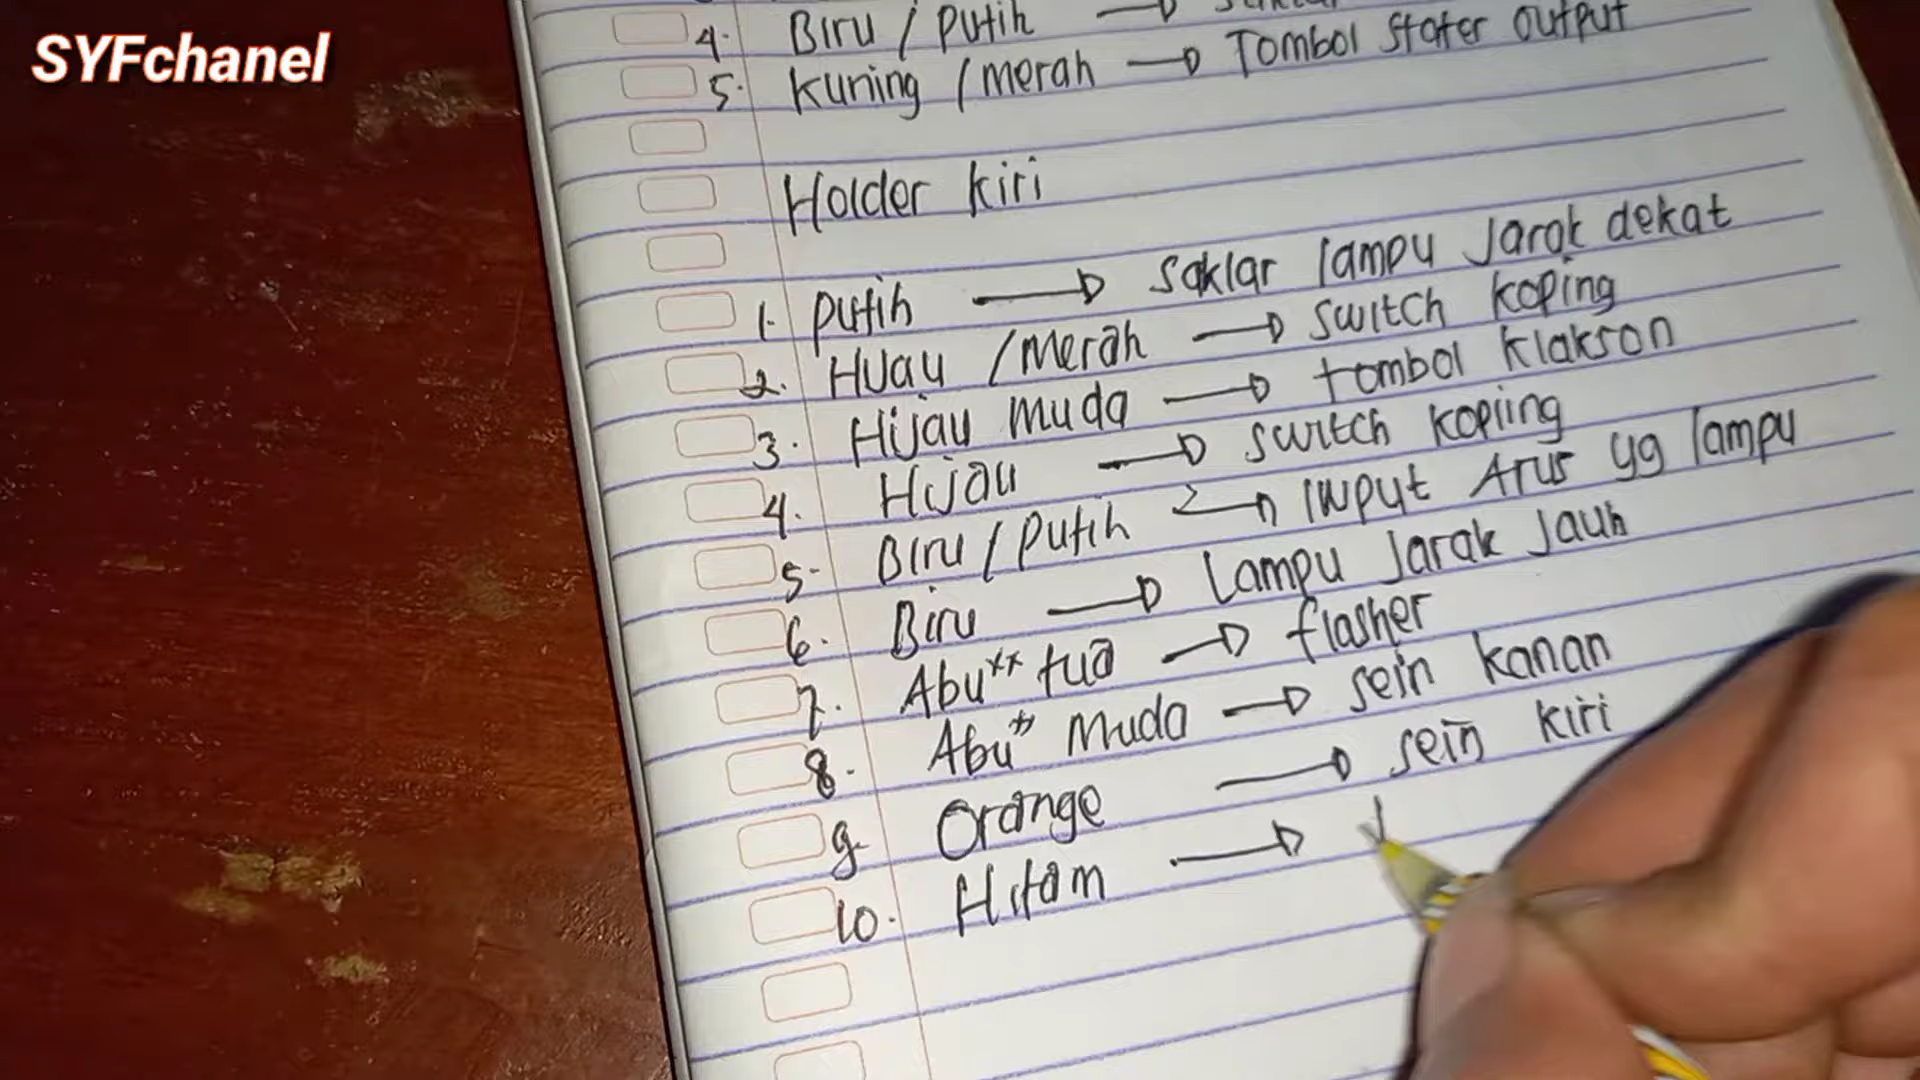 SYFchanel
4. Biru / putih →
5. Kuning / merah → Tombol stater output
Holder kiri
1. putih → saklar lampu Jarak dekat
2. Hijau / merah → switch koping
3. Hijau muda → tombol klakson
4. Hijau → switch kopling
5. Biru / putih → input Arus yg lampu
6. Biru → Lampu Jarak Jauh
7. Abu** tua → flasher
8. Abu** muda → sein kanan
9. Orange → sein kiri
10. Hitam →